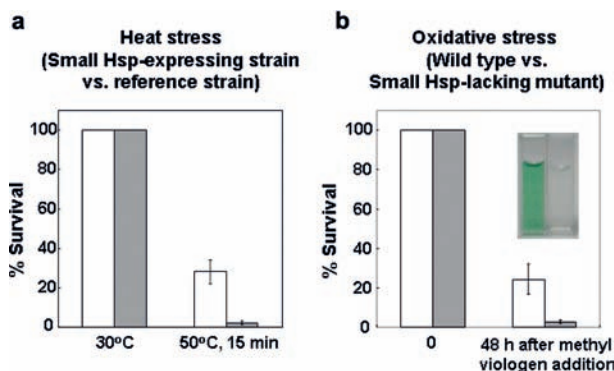 a
Heat stress
(Small Hsp-expressing strain
vs. reference strain)
% Survival
100
80
60
40
20
0
30°C
50°C, 15 min
b
Oxidative stress
(Wild type vs.
Small Hsp-lacking mutant)
% Survival
100
80
60
40
20
0
0
48 h after methyl
viologen addition